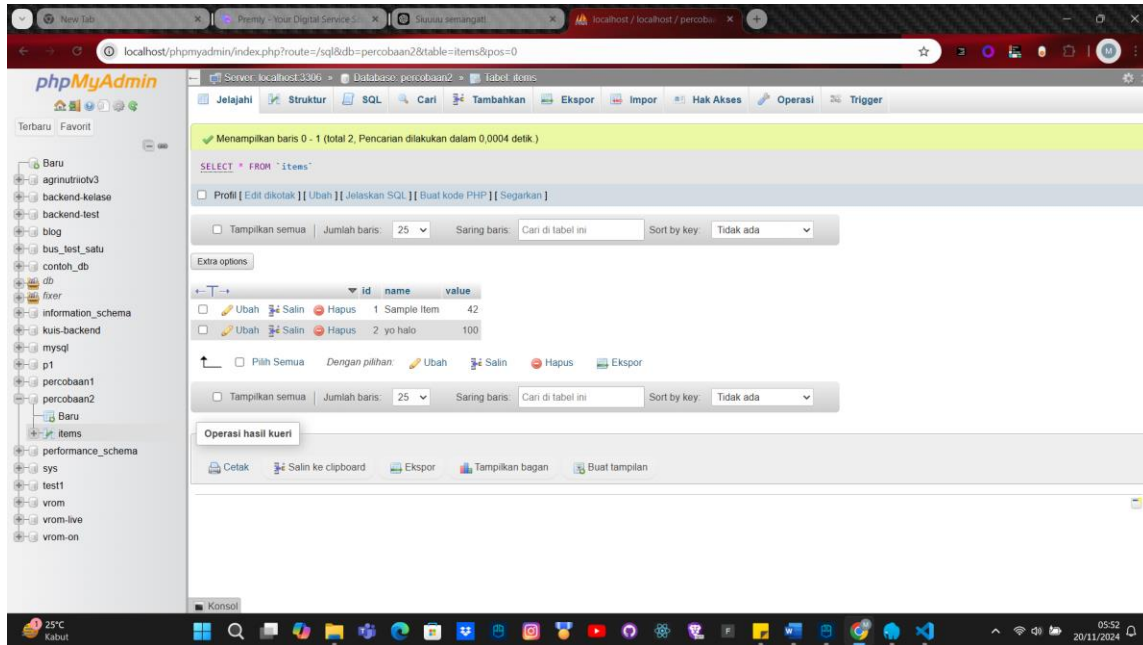 New Tab
Premly - Your Digital Service S
Siuuuu semangatt
localhost / localhost / percobaa
localhost/phpmyadmin/index.php?route=/sql&db=percobaan2&table=items&pos=0
M
phpMyAdmin
Terbaru Favorit
Baru
agrinutriiotv3
backend-kelase
backend-test
blog
bus_test_satu
contoh_db
db
fixer
information_schema
kuis-backend
mysql
p1
percobaan1
percobaan2
Baru
items
performance_schema
sys
test1
vrom
vrom-live
vrom-on
Server: localhost:3306 » Database: percobaan2 » Tabel: items
Jelajahi Struktur SQL Cari Tambahkan Ekspor Impor Hak Akses Operasi Trigger
Menampilkan baris 0 - 1 (total 2, Pencarian dilakukan dalam 0,0004 detik.)
SELECT * FROM `items`
Profil [ Edit dikotak ] [ Ubah ] [ Jelaskan SQL ] [ Buat kode PHP ] [ Segarkan ]
Tampilkan semua | Jumlah baris: 25 Saring baris: Cari di tabel ini Sort by key: Tidak ada
Extra options
←T→ id name value
Ubah Salin Hapus 1 Sample Item 42
Ubah Salin Hapus 2 yo halo 100
Pilih Semua Dengan pilihan: Ubah Salin Hapus Ekspor
Tampilkan semua | Jumlah baris: 25 Saring baris: Cari di tabel ini Sort by key: Tidak ada
Operasi hasil kueri
Cetak Salin ke clipboard Ekspor Tampilkan bagan Buat tampilan
Konsol
1
25°C
Kabut
05:52
20/11/2024